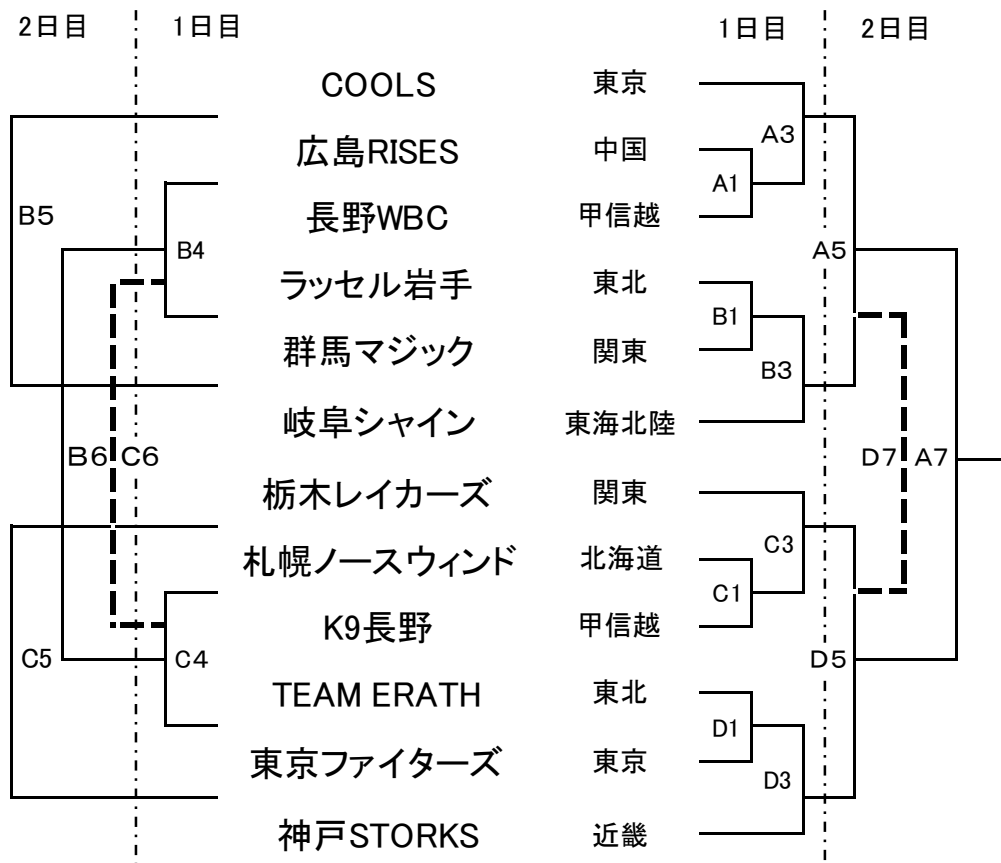 2日目 1日目 1日目 2日目
COOLS 東京
A3
広島RISES 中国
A1
長野WBC 甲信越
B5
B4 A5
ラッセル岩手 東北
B1
群馬マジック 関東
B3
岐阜シャイン 東海北陸
B6 C6 D7 A7
栃木レイカーズ 関東
C3
札幌ノースウィンド 北海道
C1
K9長野 甲信越
C5 C4 D5
TEAM ERATH 東北
D1
東京ファイターズ 東京
D3
神戸STORKS 近畿